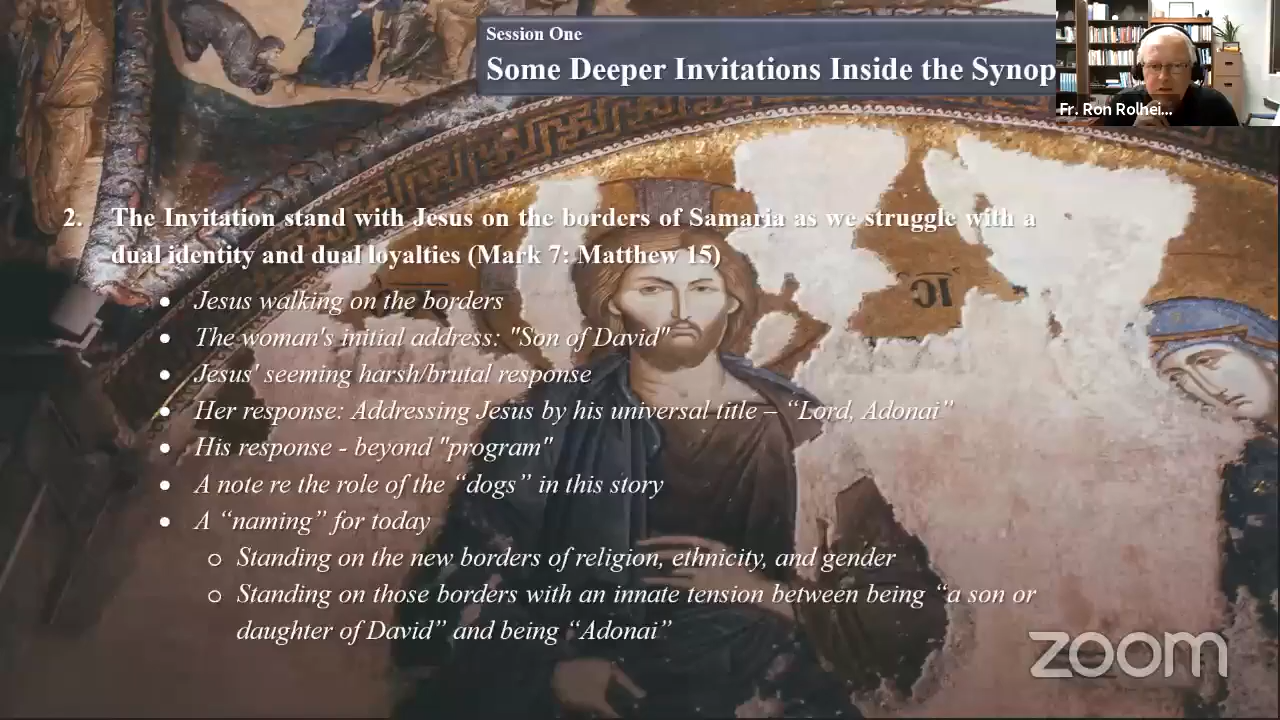 Session One
Some Deeper Invitations Inside the Synop
Fr. Ron Rolhei...
2. The Invitation stand with Jesus on the borders of Samaria as we struggle with a
dual identity and dual loyalties (Mark 7: Matthew 15)
• Jesus walking on the borders
• The woman's initial address: "Son of David"
• Jesus' seeming harsh/brutal response
• Her response: Addressing Jesus by his universal title – “Lord, Adonai”
• His response - beyond "program"
• A note re the role of the “dogs” in this story
• A “naming” for today
o Standing on the new borders of religion, ethnicity, and gender
o Standing on those borders with an innate tension between being “a son or
daughter of David” and being “Adonai”
zoom